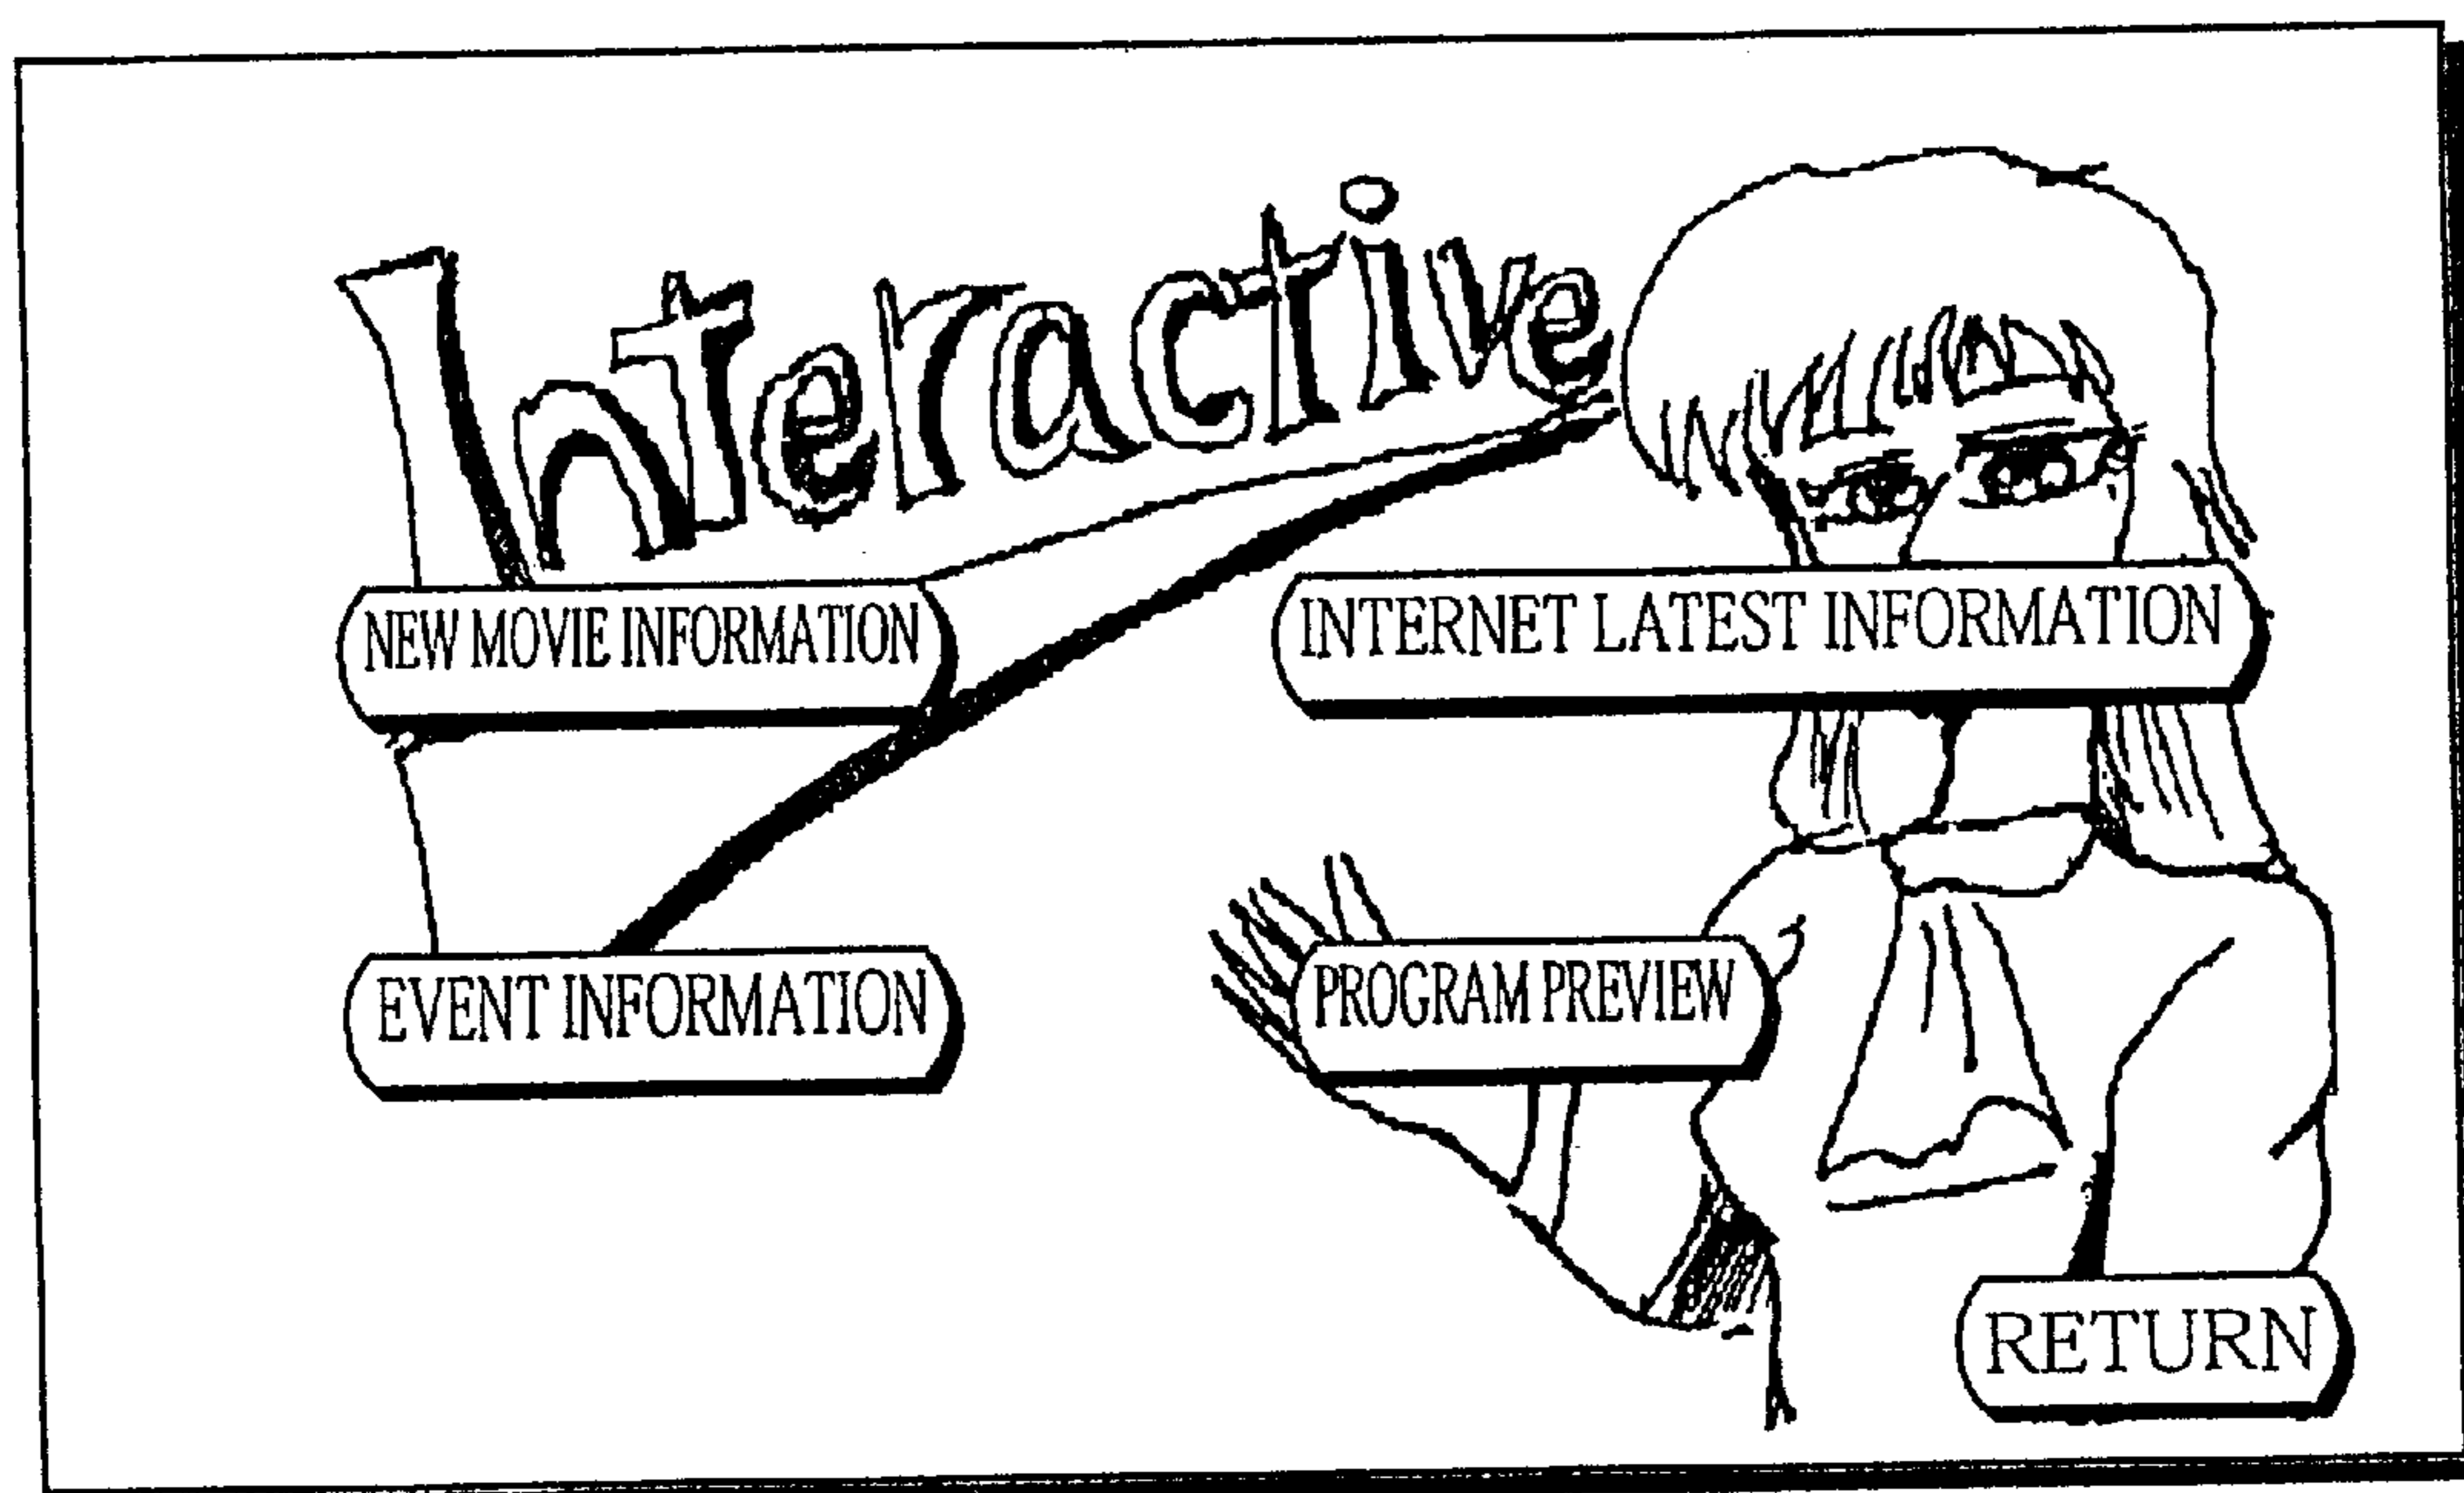 Interactive
NEW MOVIE INFORMATION
INTERNET LATEST INFORMATION
EVENT INFORMATION
PROGRAM PREVIEW
RETURN